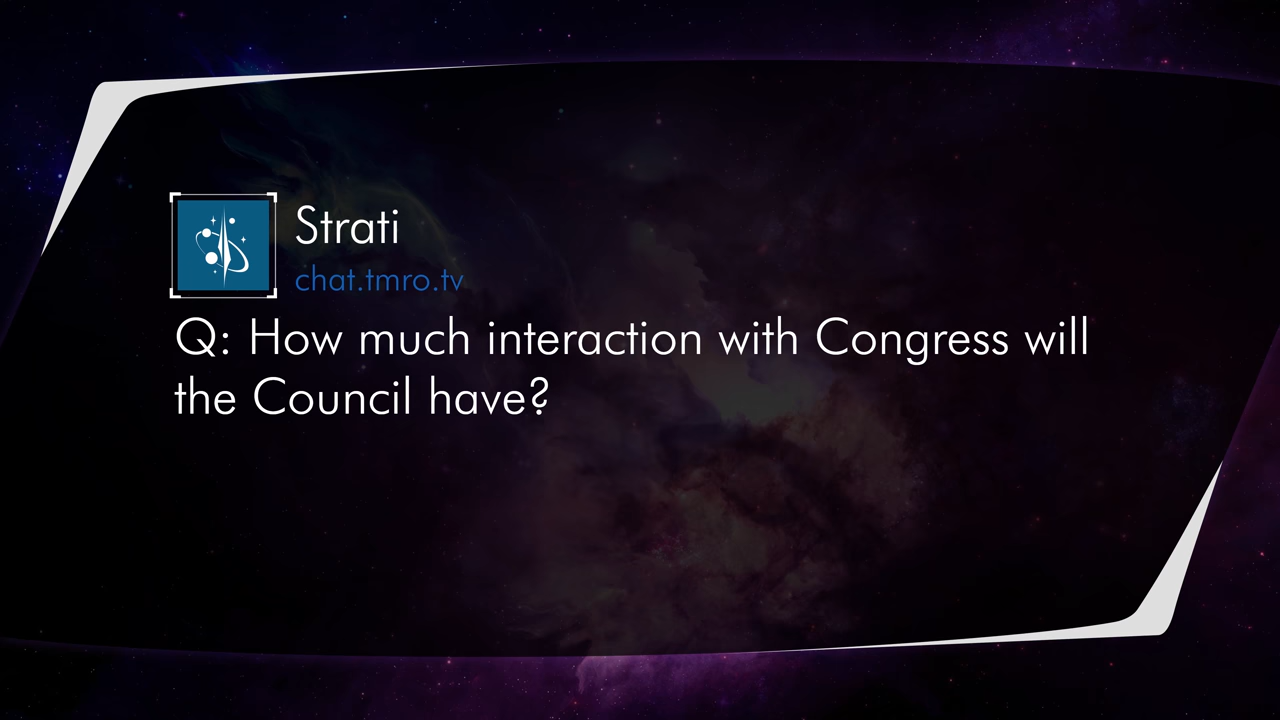 Strati
chat.tmro.tv
Q: How much interaction with Congress will
the Council have?